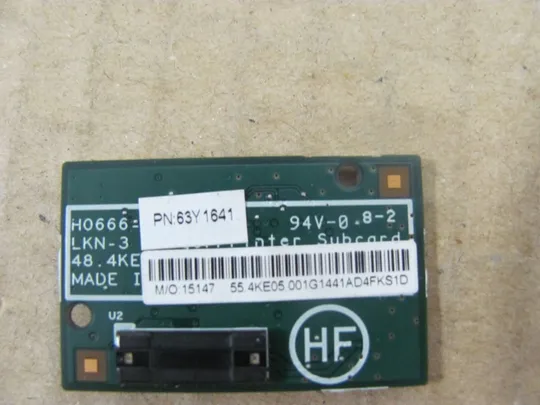 H0666
PN:63Y1641
94V-0 8-2
LKN-3
Subcard
48.4KE
MADE I
M/O:15147 55.4KE05.001G1441AD4FKS1D
U2
HF